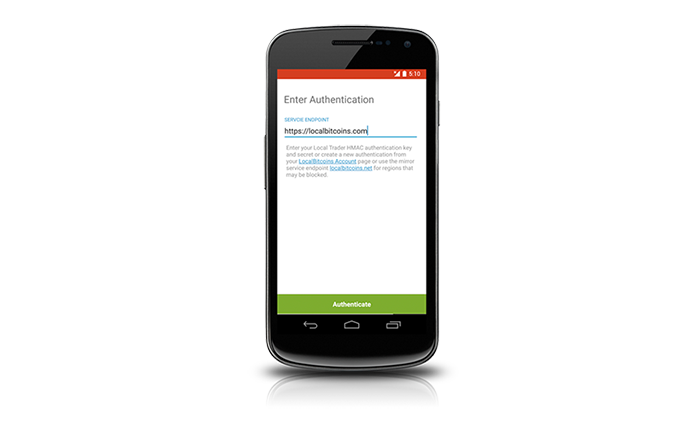 5:10
Enter Authentication
SERVICE ENDPOINT
https://localbitcoins.com
Enter your Local Trader HMAC authentication key
and secret or create a new authentication from
your LocalBitcoins Account page or use the mirror
service endpoint localbitcoins.net for regions that
may be blocked.
Authenticate